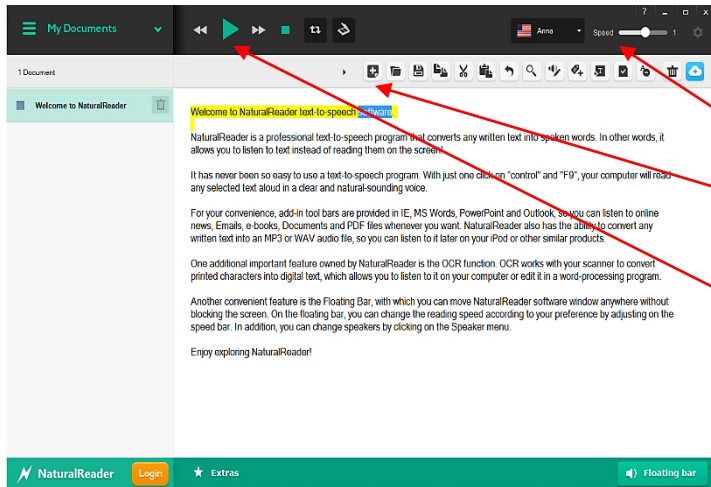 My Documents
Anna
Speed
1
1 Document
Welcome to NaturalReader
Welcome to NaturalReader text-to-speech software.
NaturalReader is a professional text-to-speech program that converts any written text into spoken words. In other words, it
allows you to listen to text instead of reading them on the screen!
It has never been so easy to use a text-to-speech program. With just one click on "control" and "F9", your computer will read
any selected text aloud in a clear and natural-sounding voice.
For your convenience, add-in tool bars are provided in IE, MS Words, PowerPoint and Outlook, so you can listen to online
news, Emails, e-books, Documents and PDF files whenever you want. NaturalReader also has the ability to convert any
written text into an MP3 or WAV audio file, so you can listen to it later on your iPod or other similar products.
One additional important feature owned by NaturalReader is the OCR function. OCR works with your scanner to convert
printed characters into digital text, which allows you to listen to it on your computer or edit it in a word-processing program.
Another convenient feature is the Floating Bar, with which you can move NaturalReader software window anywhere without
blocking the screen. On the floating bar, you can change the reading speed according to your preference by adjusting on the
speed bar. In addition, you can change speakers by clicking on the Speaker menu.
Enjoy exploring NaturalReader!
NaturalReader
Login
Extras
Floating bar